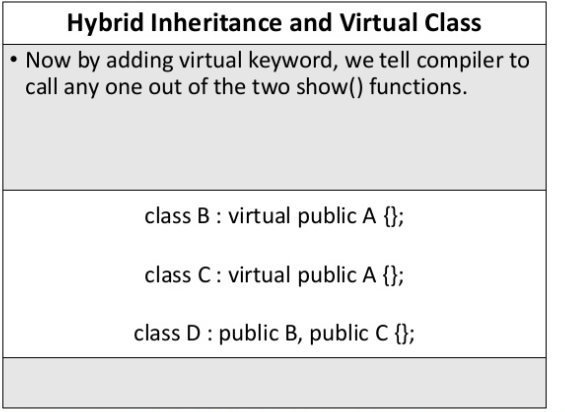 Hybrid Inheritance and Virtual Class
• Now by adding virtual keyword, we tell compiler to
call any one out of the two show() functions.
class B : virtual public A {};
class C : virtual public A {};
class D : public B, public C {};